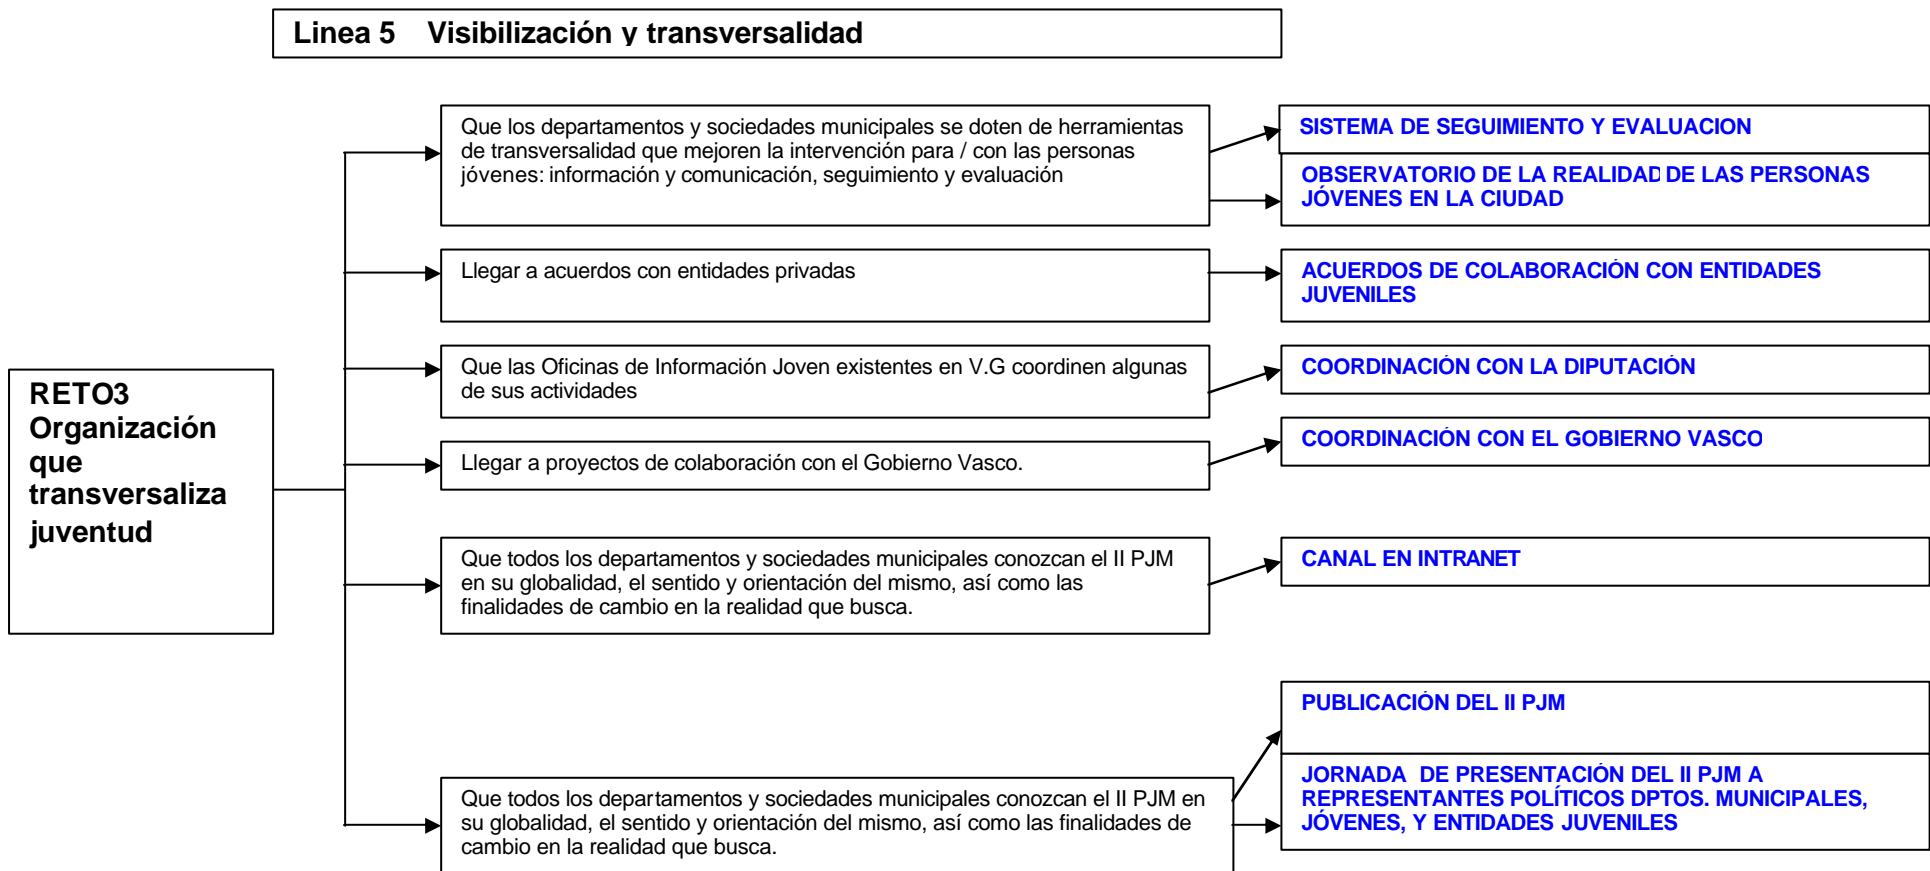 Linea 5 Visibilización y transversalidad
Que los departamentos y sociedades municipales se doten de herramientas
de transversalidad que mejoren la intervención para / con las personas
jóvenes: información y comunicación, seguimiento y evaluación
SISTEMA DE SEGUIMIENTO Y EVALUACION
OBSERVATORIO DE LA REALIDAD DE LAS PERSONAS
JÓVENES EN LA CIUDAD
Llegar a acuerdos con entidades privadas
ACUERDOS DE COLABORACIÓN CON ENTIDADES
JUVENILES
Que las Oficinas de Información Joven existentes en V.G coordinen algunas
de sus actividades
COORDINACIÓN CON LA DIPUTACIÓN
RETO3
Organización
que
transversaliza
juventud
Llegar a proyectos de colaboración con el Gobierno Vasco.
COORDINACIÓN CON EL GOBIERNO VASCO
Que todos los departamentos y sociedades municipales conozcan el II PJM
en su globalidad, el sentido y orientación del mismo, así como las
finalidades de cambio en la realidad que busca.
CANAL EN INTRANET
Que todos los departamentos y sociedades municipales conozcan el II PJM en
su globalidad, el sentido y orientación del mismo, así como las finalidades de
cambio en la realidad que busca.
PUBLICACIÓN DEL II PJM
JORNADA DE PRESENTACIÓN DEL II PJM A
REPRESENTANTES POLÍTICOS DPTOS. MUNICIPALES,
JÓVENES, Y ENTIDADES JUVENILES